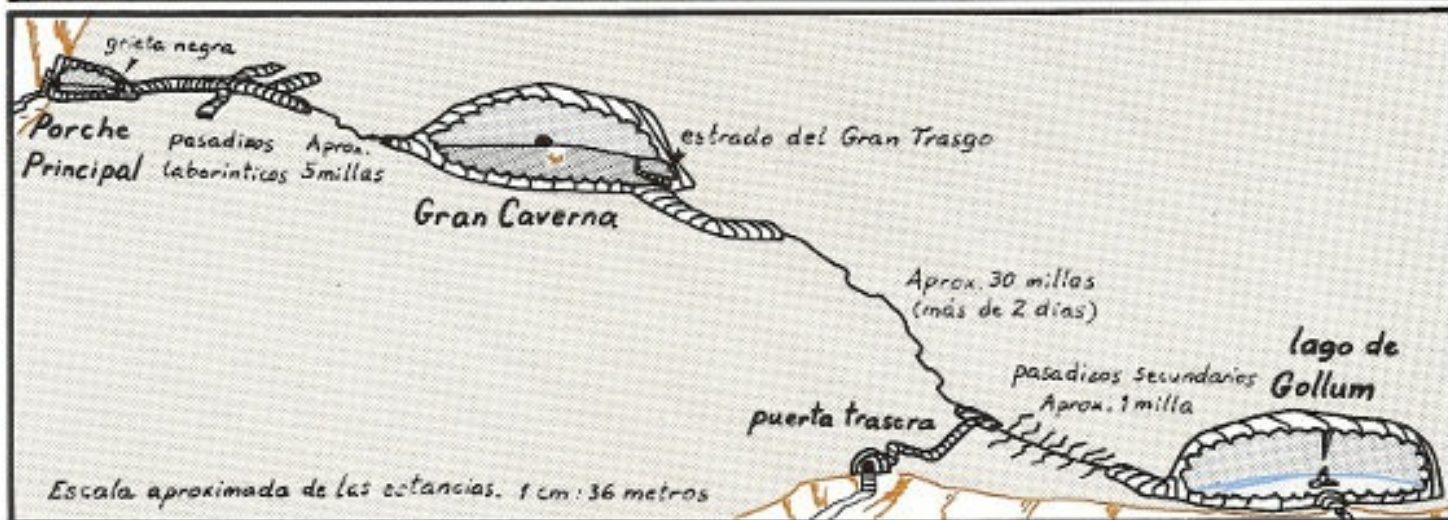 grieta negra
Porche
Principal
pasadizos
laborinticos
Aprox.
5 millas
estrado del Gran Trasgo
Gran Caverna
Aprox. 30 millas
(más de 2 días)
lago de
Gollum
pasadizos secundarios
Aprox. 1 milla
puerta trasera
Escala aproximada de las estancias. 1 cm : 36 metros